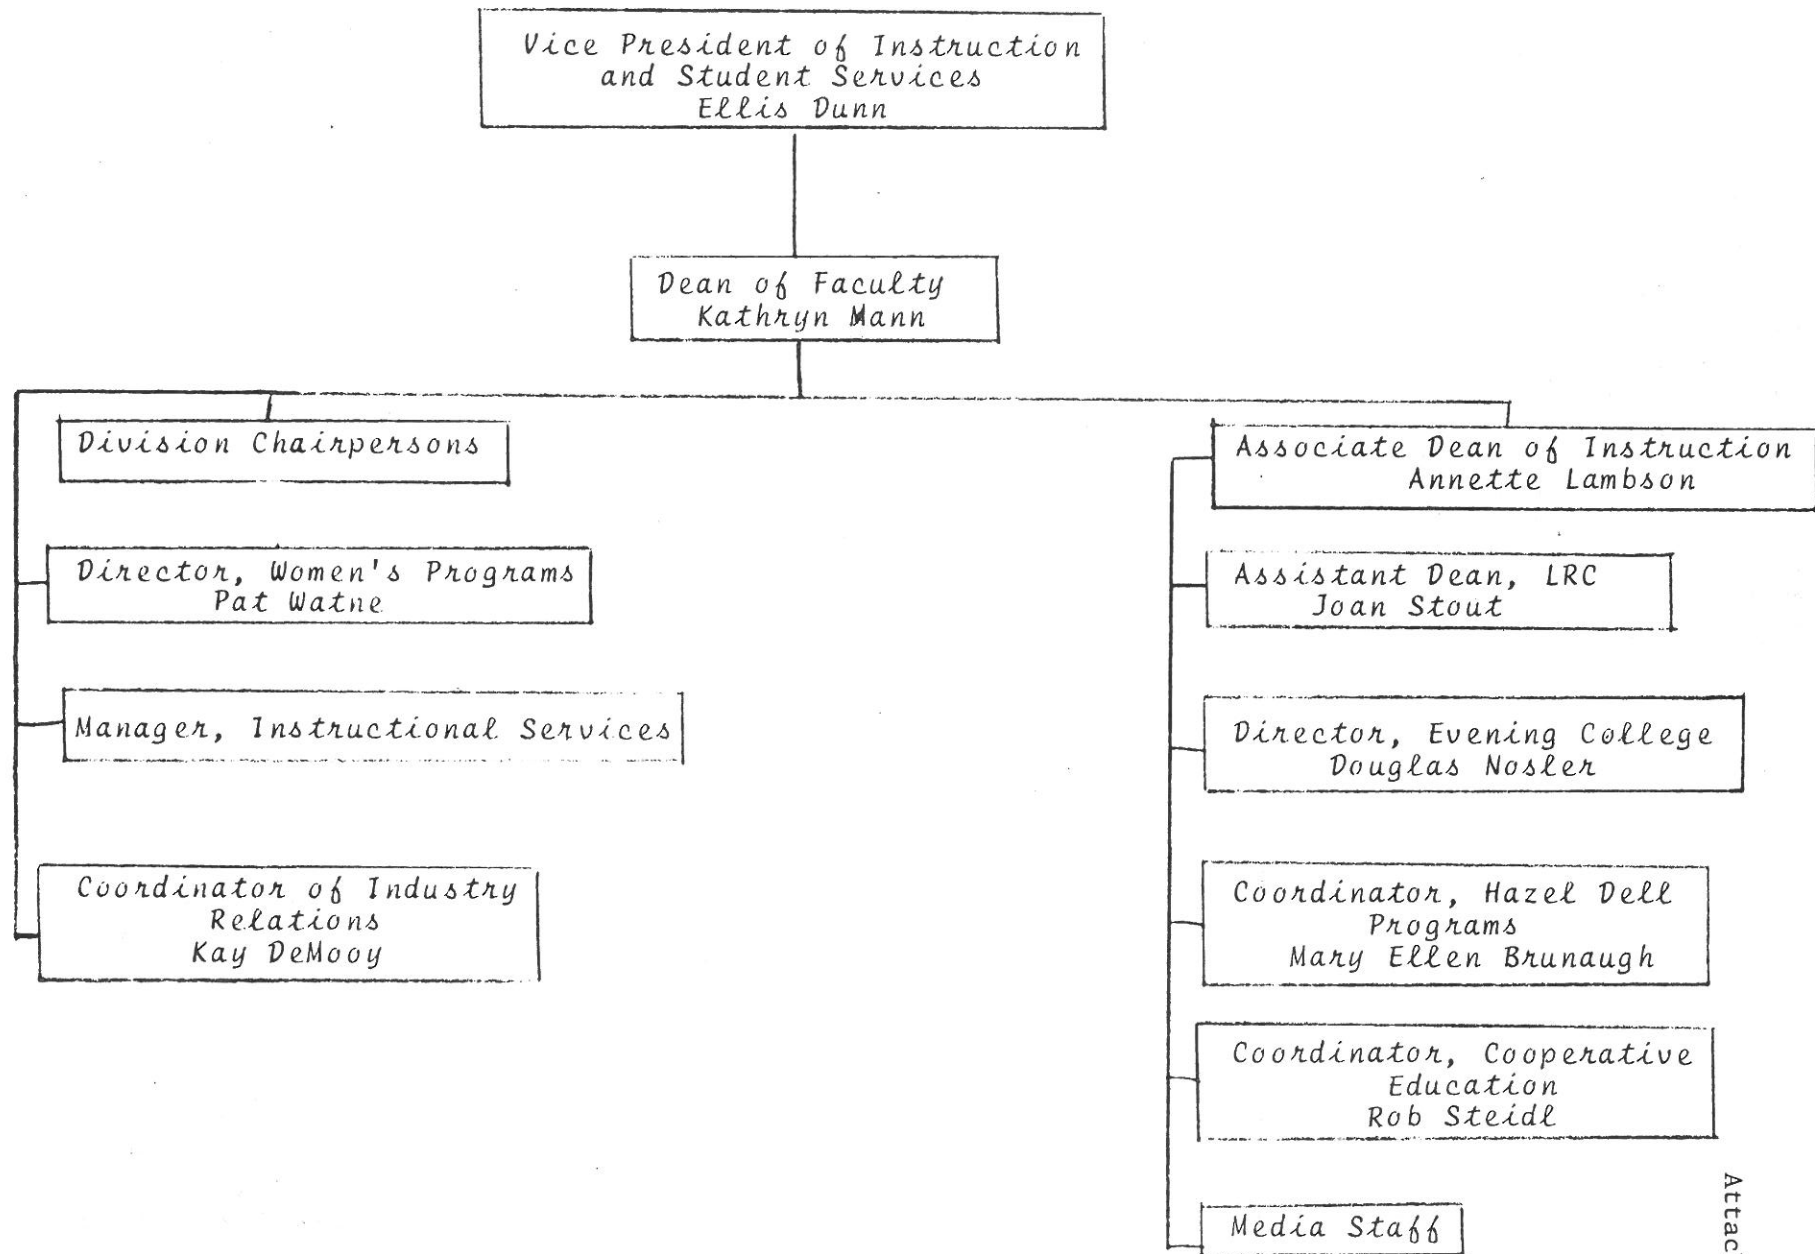 Vice President of Instruction
and Student Services
Ellis Dunn
Dean of Faculty
Kathryn Mann
Division Chairpersons
Director, Women's Programs
Pat Watne
Manager, Instructional Services
Coordinator of Industry
Relations
Kay DeMooy
Associate Dean of Instruction
Annette Lambson
Assistant Dean, LRC
Joan Stout
Director, Evening College
Douglas Nosler
Coordinator, Hazel Dell
Programs
Mary Ellen Brunaugh
Coordinator, Cooperative
Education
Rob Steidl
Media Staff